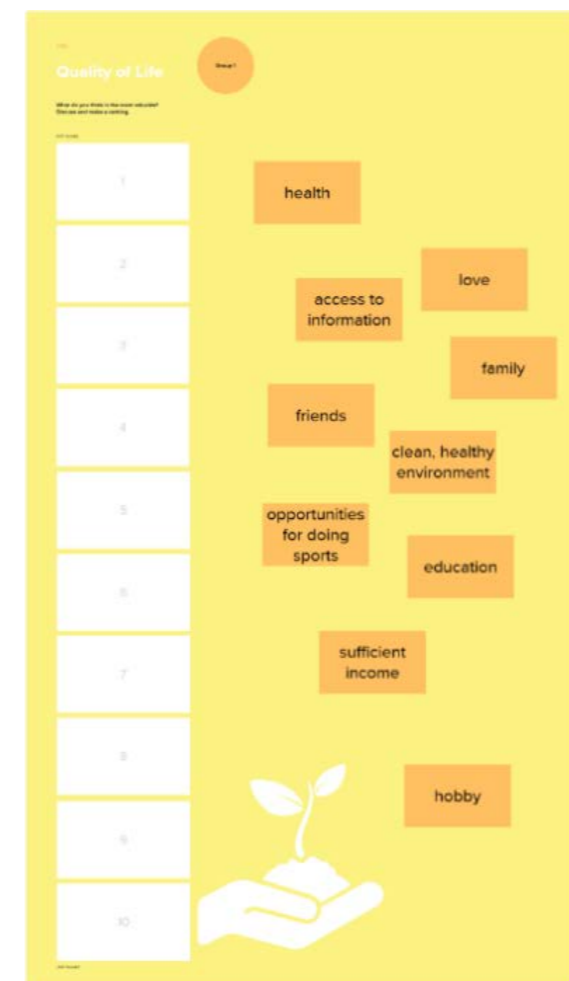 Quality of Life
Group 1
What do you think is the most valuable?
Discuss and make a ranking.
1
2
3
4
5
6
7
8
9
10
health
love
access to
information
family
friends
clean, healthy
environment
opportunities
for doing
sports
education
sufficient
income
hobby